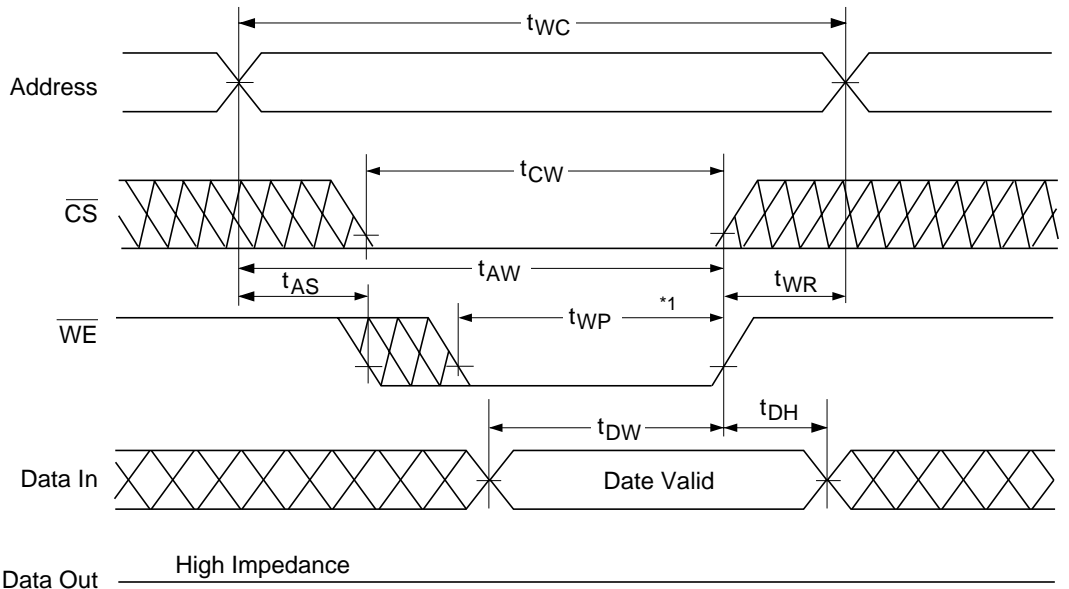 tWC
Address
tCW
CS
tAW
tAS
tWR
tWP *1
WE
tDW
tDH
Data In
Date Valid
High Impedance
Data Out